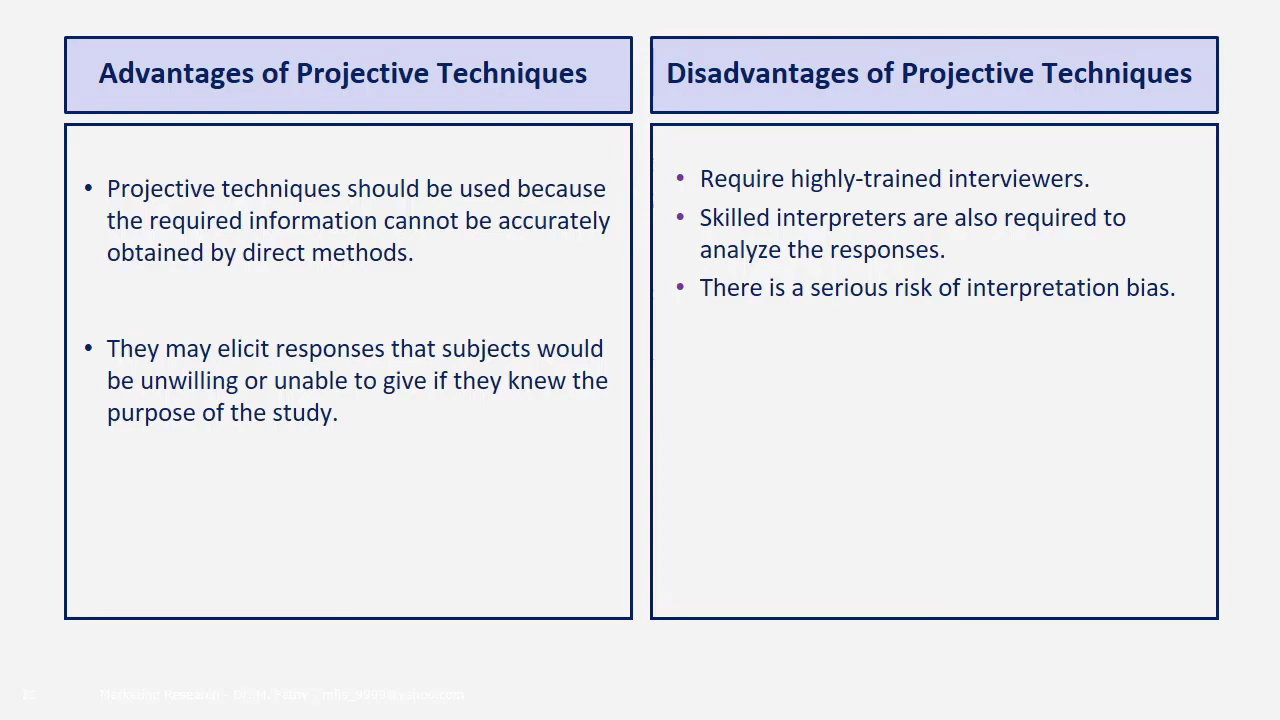 Advantages of Projective Techniques
• Projective techniques should be used because
the required information cannot be accurately
obtained by direct methods.
• They may elicit responses that subjects would
be unwilling or unable to give if they knew the
purpose of the study.
Disadvantages of Projective Techniques
• Require highly-trained interviewers.
• Skilled interpreters are also required to
analyze the responses.
• There is a serious risk of interpretation bias.
Marketing Research